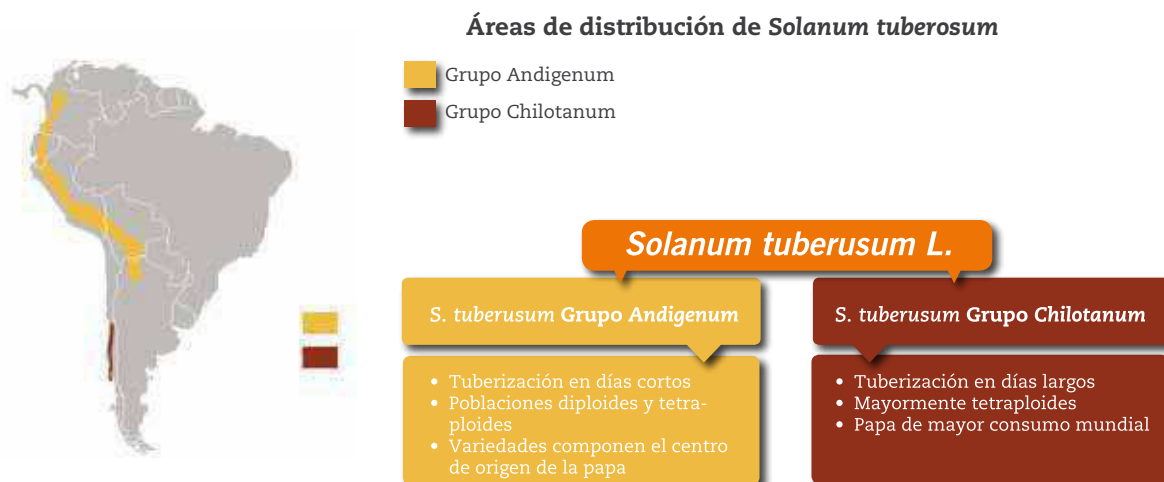 Áreas de distribución de Solanum tuberosum
Grupo Andigenum
Grupo Chilotanum
Solanum tuberusum L.
S. tuberusum Grupo Andigenum
• Tuberización en días cortos
• Poblaciones diploides y tetra-
ploides
• Variedades componen el centro
de origen de la papa
S. tuberusum Grupo Chilotanum
• Tuberización en días largos
• Mayormente tetraploides
• Papa de mayor consumo mundial